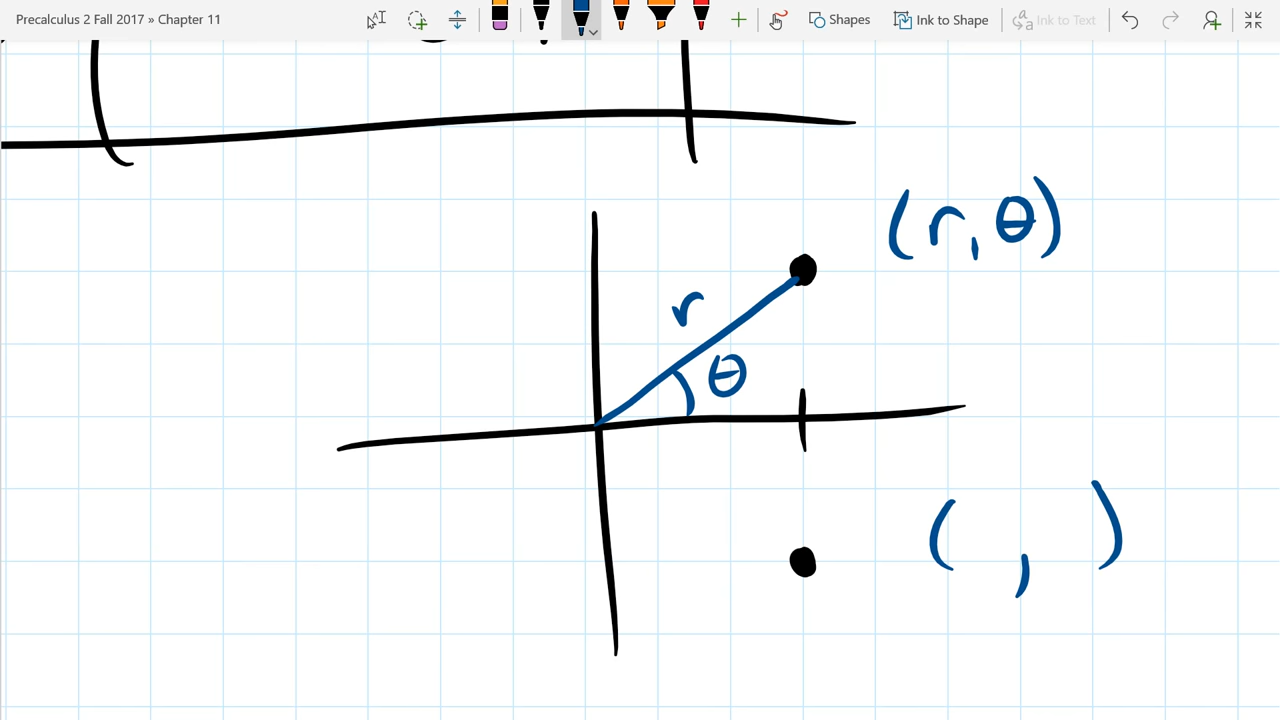 Precalculus 2 Fall 2017 » Chapter 11
Shapes
Ink to Shape
Ink to Text
(r, θ)
r
θ
( , )